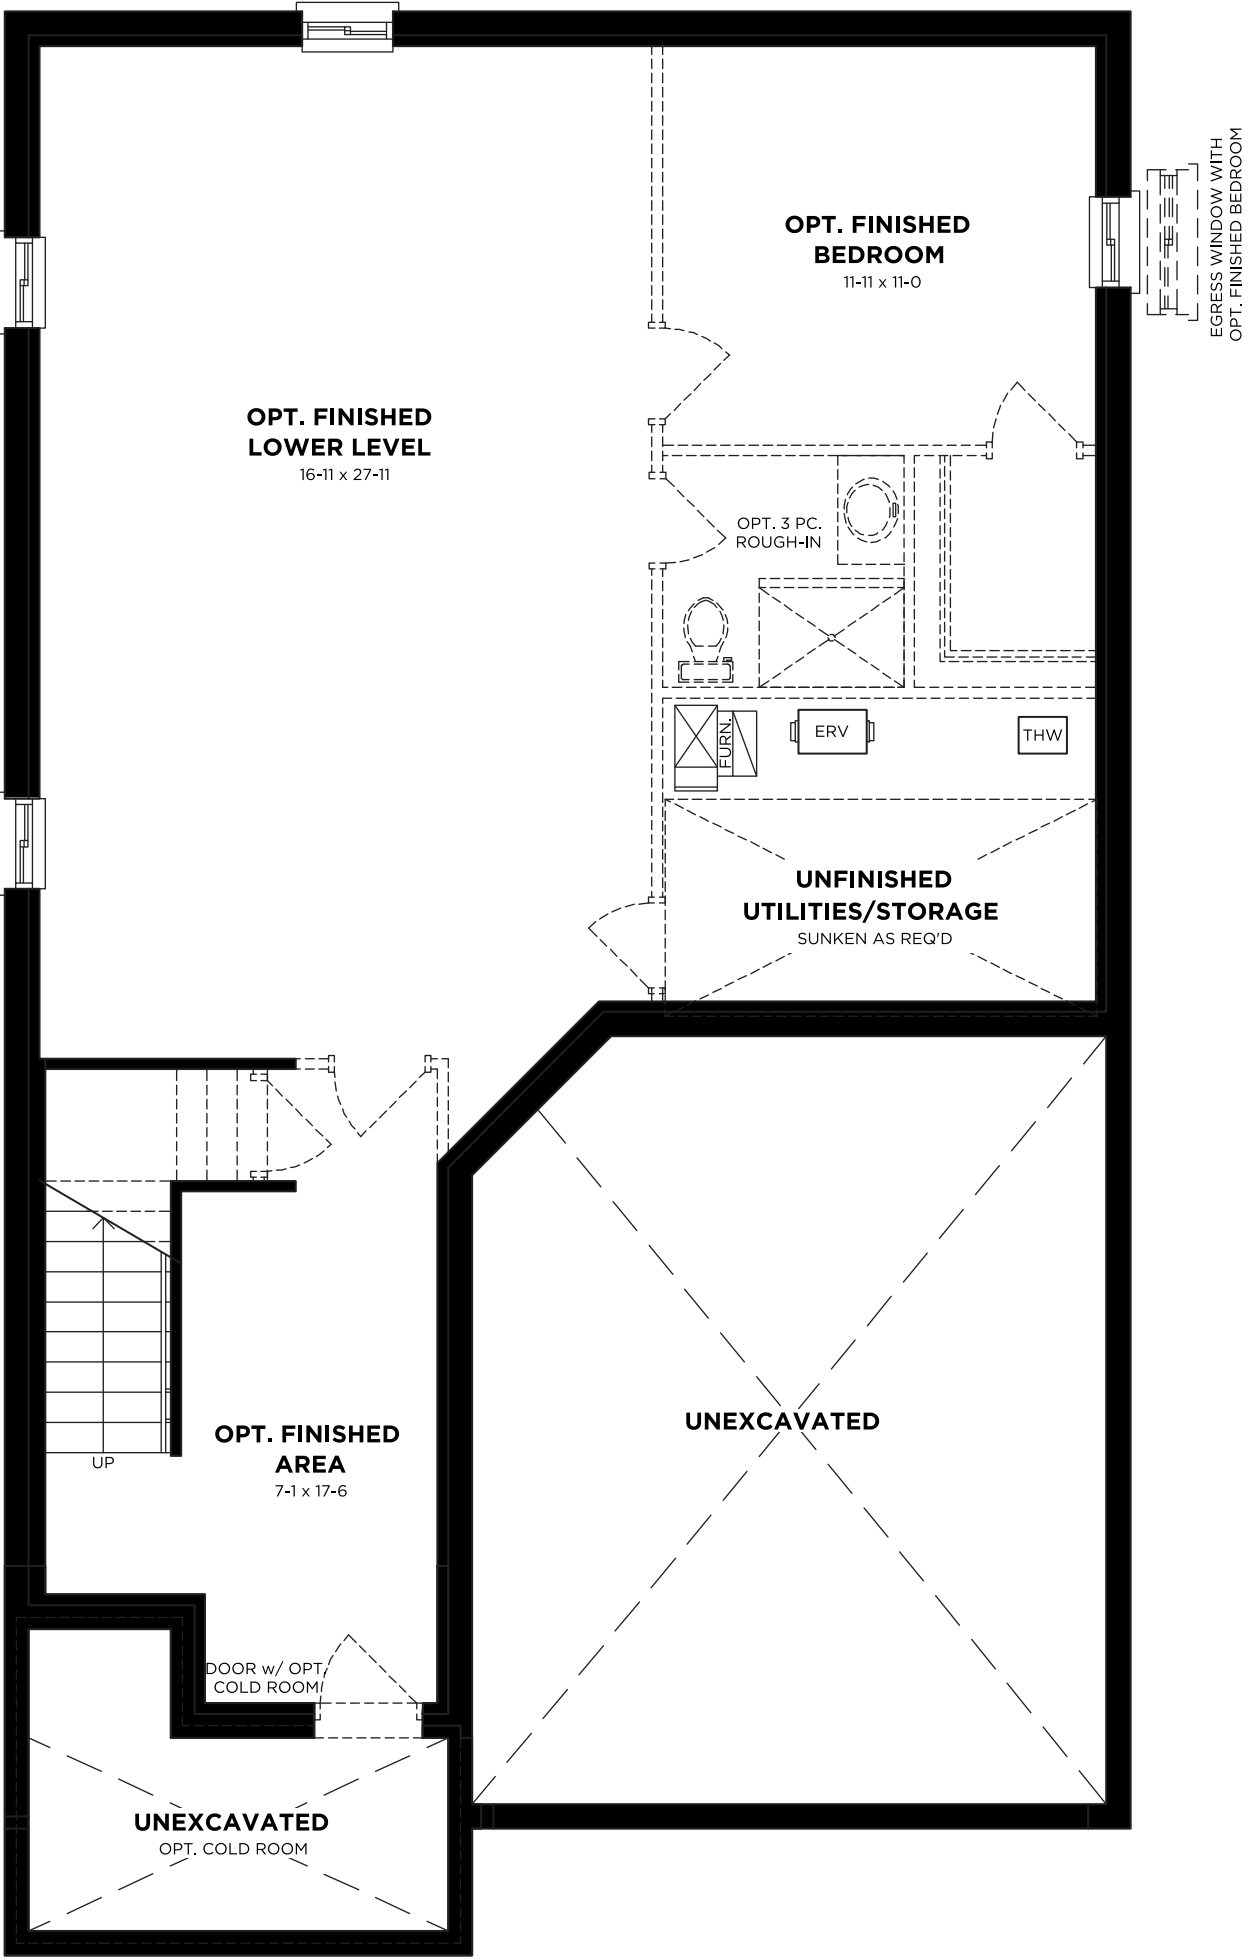 EGRESS WINDOW WITH
OPT. FINISHED BEDROOM
OPT. FINISHED
BEDROOM
11-11 x 11-0
OPT. FINISHED
LOWER LEVEL
16-11 x 27-11
OPT. 3 PC.
ROUGH-IN
FURN.
ERV
THW
UNFINISHED
UTILITIES/STORAGE
SUNKEN AS REQ'D
UNEXCAVATED
OPT. FINISHED
AREA
7-1 x 17-6
UP
DOOR w/ OPT.
COLD ROOM
UNEXCAVATED
OPT. COLD ROOM